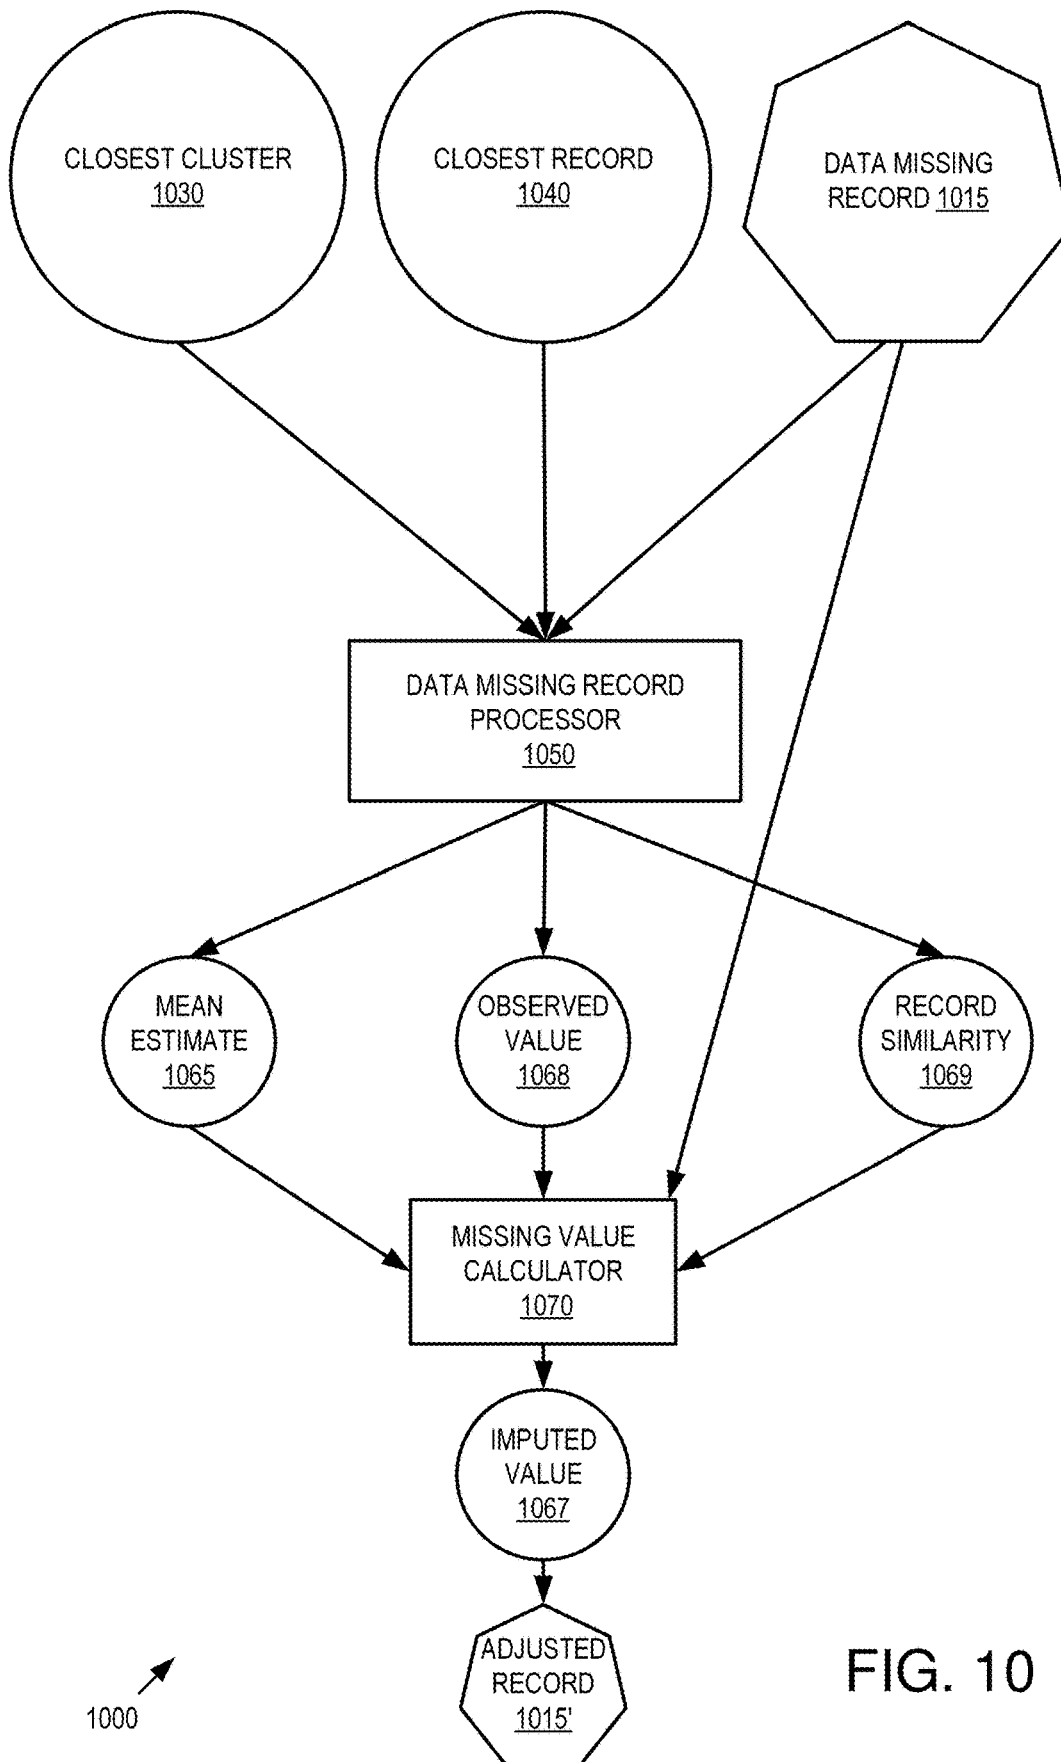 CLOSEST CLUSTER
1030
CLOSEST RECORD
1040
DATA MISSING
RECORD 1015
DATA MISSING RECORD
PROCESSOR
1050
MEAN
ESTIMATE
1065
OBSERVED
VALUE
1068
RECORD
SIMILARITY
1069
MISSING VALUE
CALCULATOR
1070
IMPUTED
VALUE
1067
ADJUSTED
RECORD
1015'
1000
FIG. 10